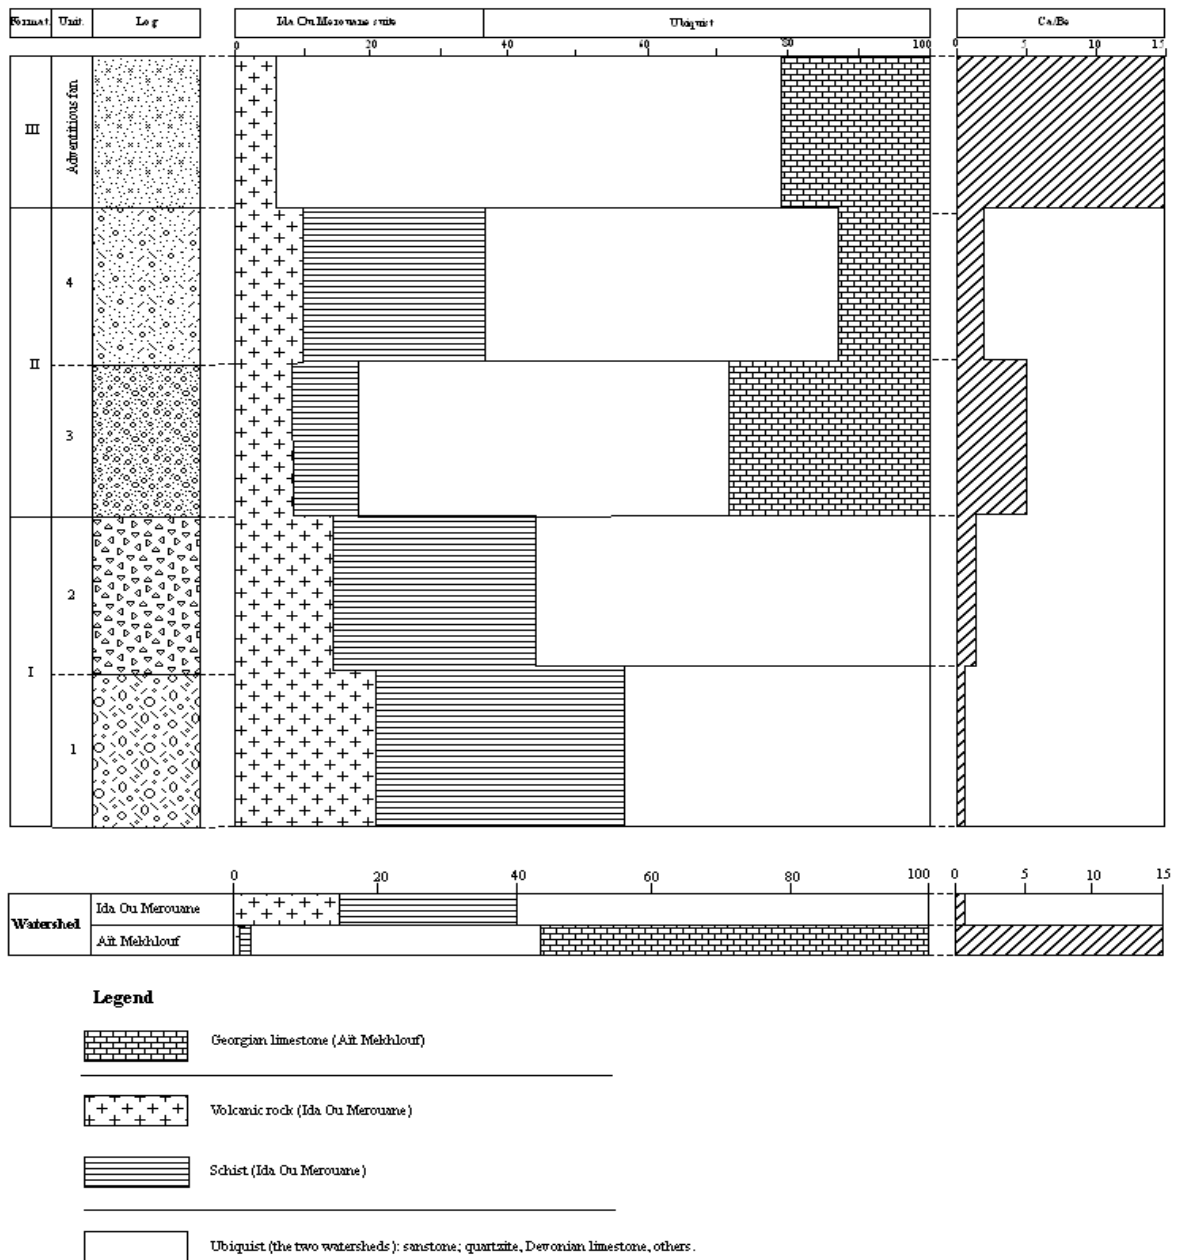 Format. Unit. Log Ida Ou Merouane suite Ubiquist Ca/Be
0 20 40 60 80 100 0 5 10 15
III Adventitious fan
4
II
3
2
I
1
0 20 40 60 80 100 0 5 10 15
Watershed
Ida Ou Merouane
Aït Mekhlouf
Legend
Georgian limestone (Aït Mekhlouf)
Volcanic rock (Ida Ou Merouane)
Schist (Ida Ou Merouane)
Ubiquist (the two watersheds): sanstone; quartzite, Devonian limestone, others.